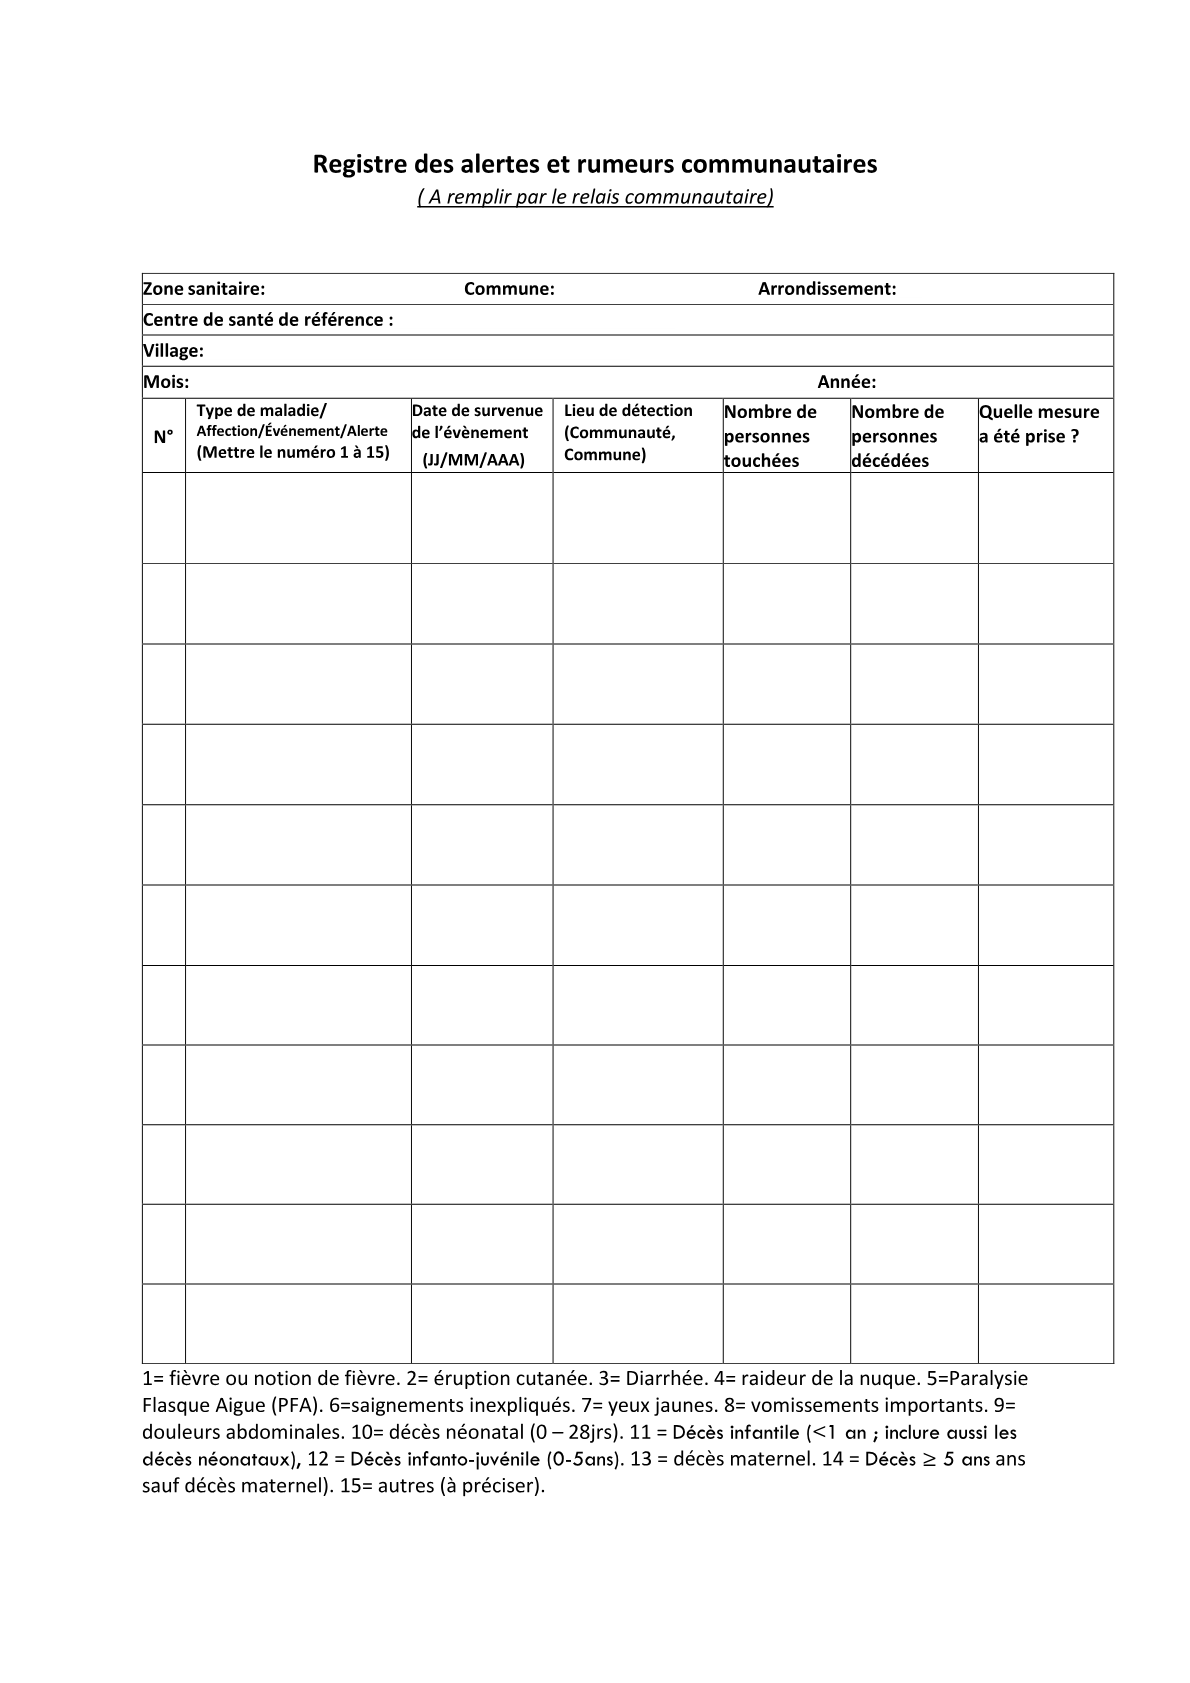 Registre des alertes et rumeurs communautaires
( A remplir par le relais communautaire)
Zone sanitaire: Commune: Arrondissement:
Centre de santé de référence :
Village:
Mois: Année:
N°
Type de maladie/
Affection/Événement/Alerte
(Mettre le numéro 1 à 15)
Date de survenue
de l’évènement
(JJ/MM/AAA)
Lieu de détection
(Communauté,
Commune)
Nombre de
personnes
touchées
Nombre de
personnes
décédées
Quelle mesure
a été prise ?
1= fièvre ou notion de fièvre. 2= éruption cutanée. 3= Diarrhée. 4= raideur de la nuque. 5=Paralysie
Flasque Aigue (PFA). 6=saignements inexpliqués. 7= yeux jaunes. 8= vomissements importants. 9=
douleurs abdominales. 10= décès néonatal (0 – 28jrs). 11 = Décès infantile (<1 an ; inclure aussi les
décès néonataux), 12 = Décès infanto-juvénile (0-5ans). 13 = décès maternel. 14 = Décès ≥ 5 ans ans
sauf décès maternel). 15= autres (à préciser).